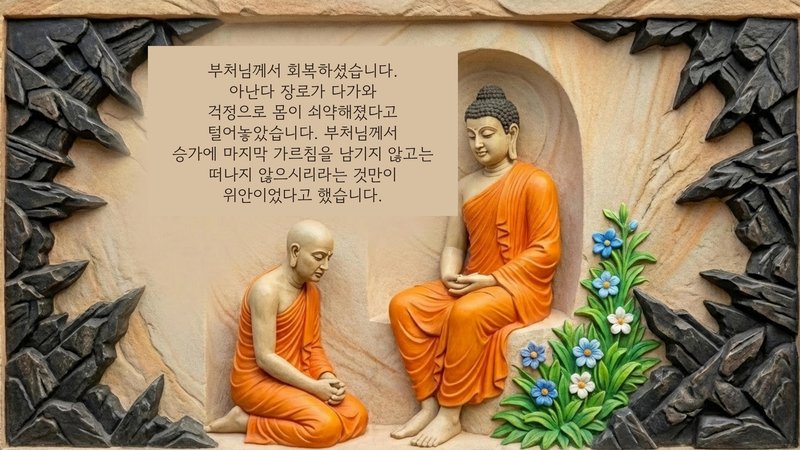 부처님께서 회복하셨습니다.
아난다 장로가 다가와
걱정으로 몸이 쇠약해졌다고
털어놓았습니다. 부처님께서
승가에 마지막 가르침을 남기지 않고는
떠나지 않으시리라는 것만이
위안이었다고 했습니다.